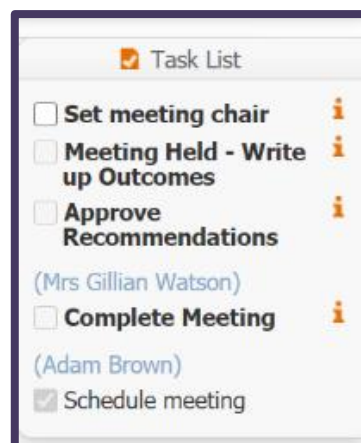 Task List
Set meeting chair
Meeting Held - Write
up Outcomes
Approve
Recommendations
(Mrs Gillian Watson)
Complete Meeting
(Adam Brown)
Schedule meeting